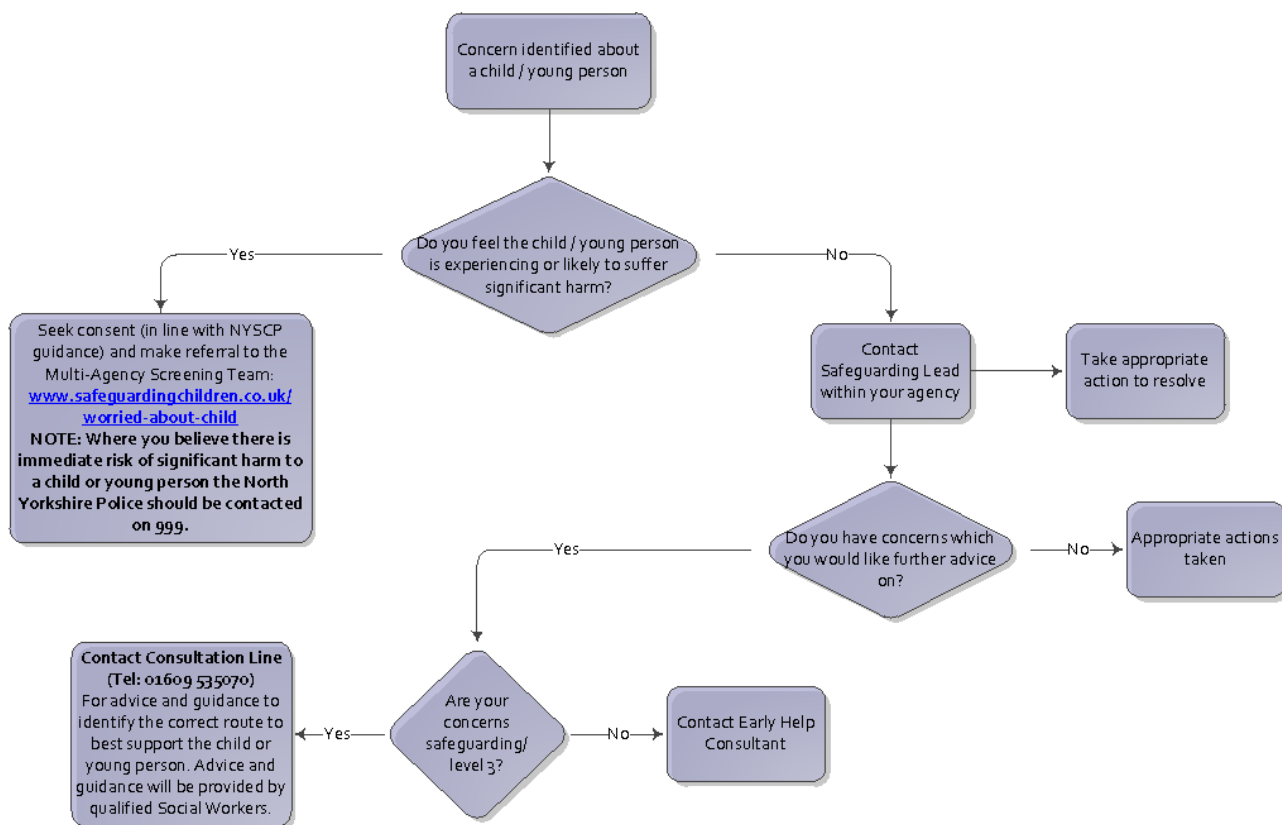 Concern identified about
a child / young person
Do you feel the child / young person
is experiencing or likely to suffer
significant harm?
Yes
No
Seek consent (in line with NYSCP
guidance) and make referral to the
Multi-Agency Screening Team:
www.safeguardingchildren.co.uk/
worried-about-child
NOTE: Where you believe there is
immediate risk of significant harm to
a child or young person the North
Yorkshire Police should be contacted
on 999.
Contact
Safeguarding Lead
within your agency
Take appropriate
action to resolve
Do you have concerns which
you would like further advice
on?
Yes
No
Appropriate actions
taken
Are your
concerns
safeguarding/
level 3?
Yes
No
Contact Consultation Line
(Tel: 01609 535070)
For advice and guidance to
identify the correct route to
best support the child or
young person. Advice and
guidance will be provided by
qualified Social Workers.
Contact Early Help
Consultant